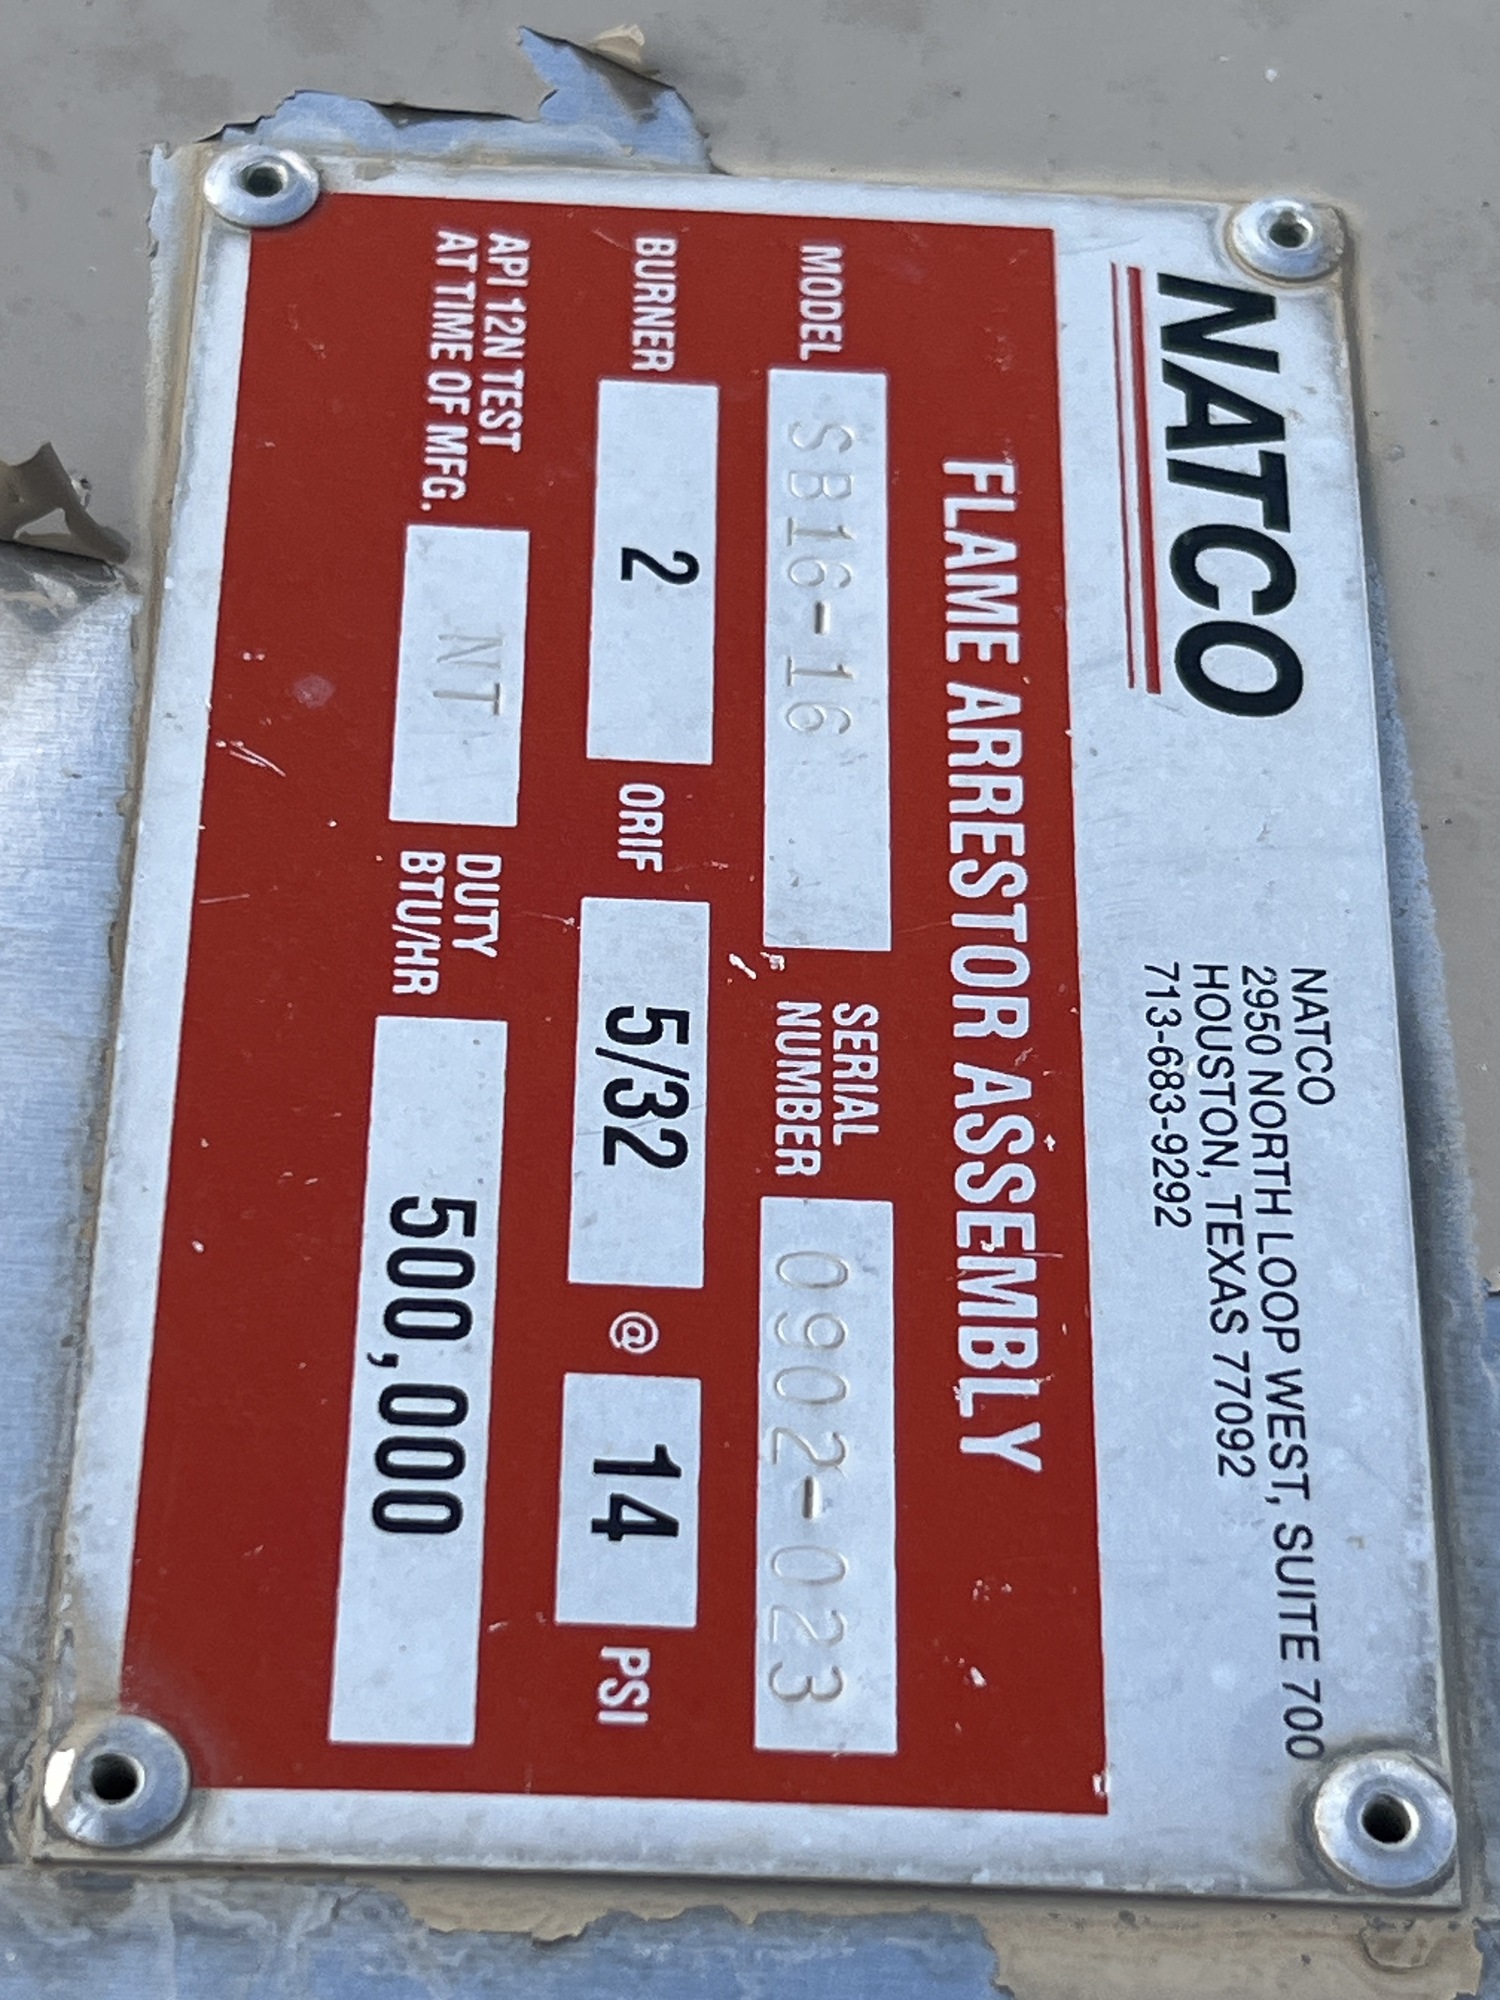 NATCO
NATCO
2950 NORTH LOOP WEST, SUITE 700
HOUSTON, TEXAS 77092
713-683-9292
FLAME ARRESTOR ASSEMBLY
MODEL SB16-16 SERIAL NUMBER 0902-023
BURNER 2 ORIF 5/32 @ 14 PSI
API 12N TEST
AT TIME OF MFG. NT DUTY BTU/HR 500,000